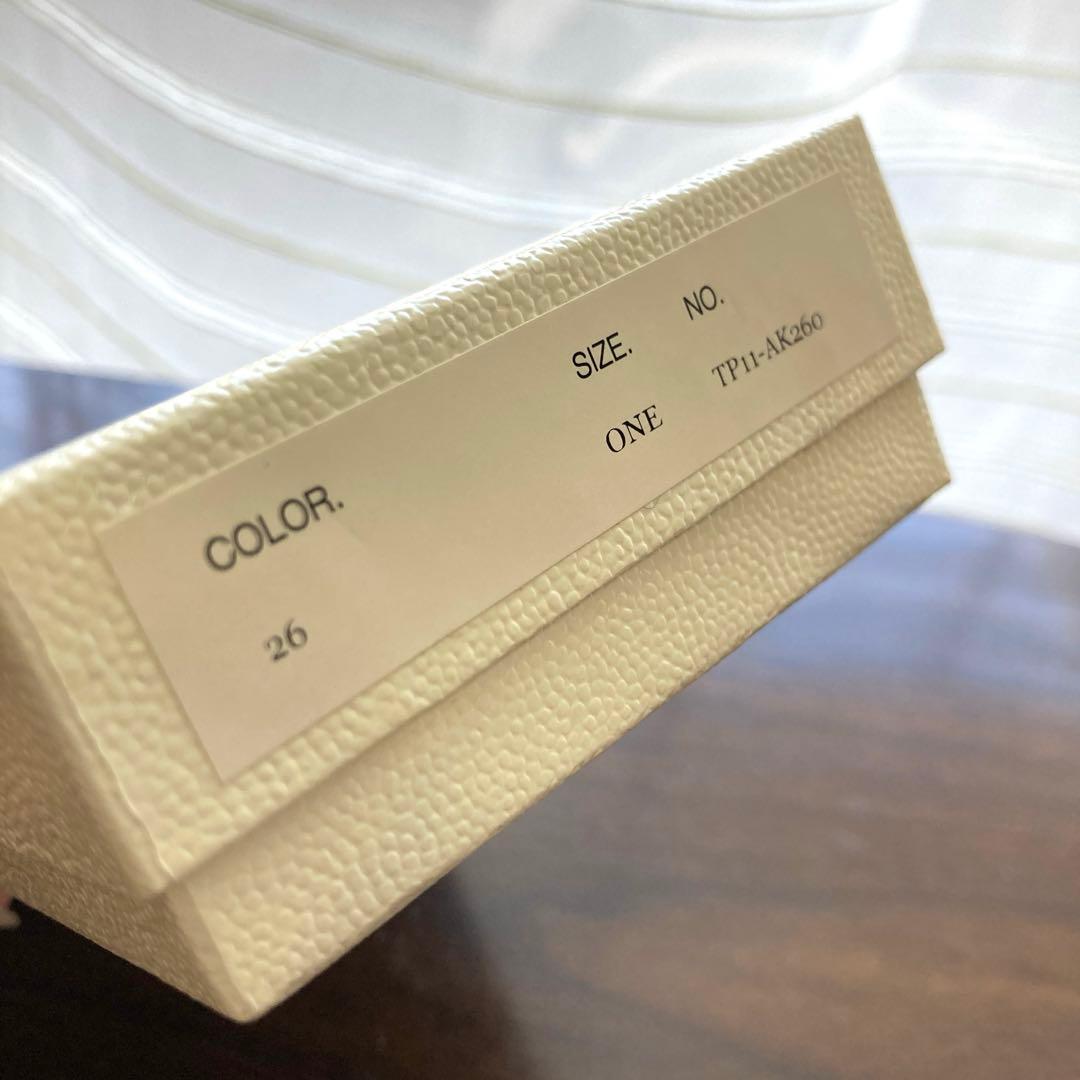 COLOR. SIZE. NO.
26 ONE TP11-AK260